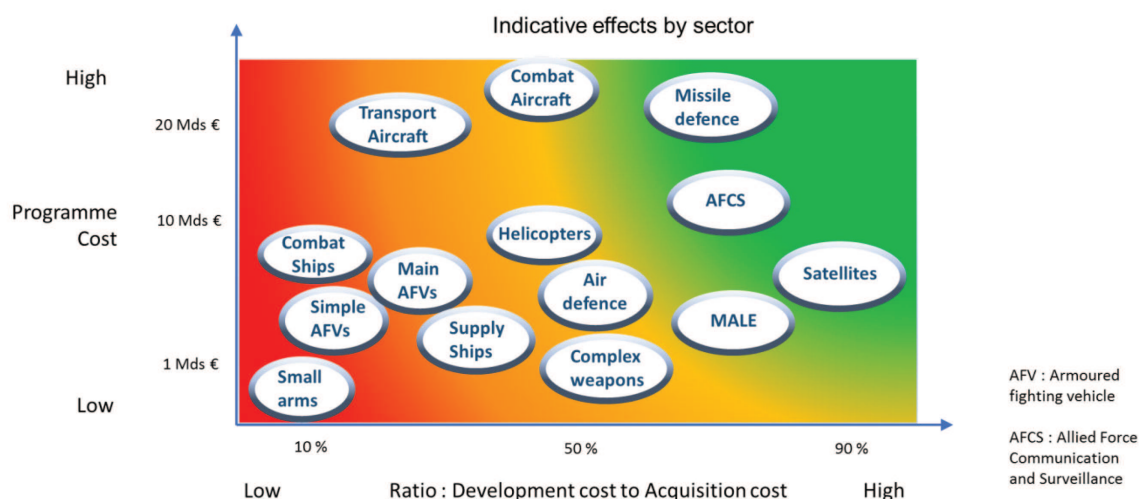 Indicative effects by sector
High
20 Mds €
Programme
Cost
10 Mds €
1 Mds €
Low
Combat
Aircraft
Missile
defence
Transport
Aircraft
AFCS
Helicopters
Combat
Ships
Main
AFVs
Air
defence
Satellites
Simple
AFVs
Supply
Ships
MALE
Complex
weapons
Small
arms
10 %
50 %
90 %
Low
Ratio : Development cost to Acquisition cost
High
AFV : Armoured
fighting vehicle
AFCS : Allied Force
Communication
and Surveillance